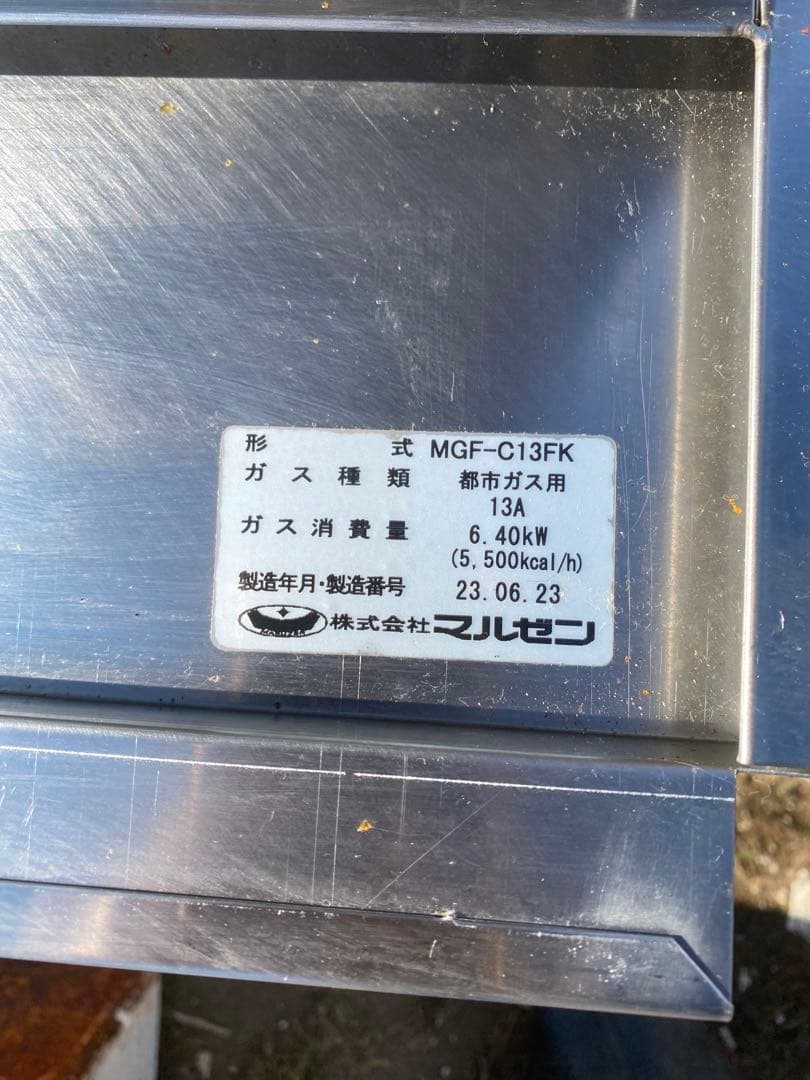 形式 MGF-C13FK
ガス種類 都市ガス用
13A
ガス消費量 6.40kW
(5,500kcal/h)
製造年月・製造番号 23.06.23
MARUZEN 株式会社マルゼン